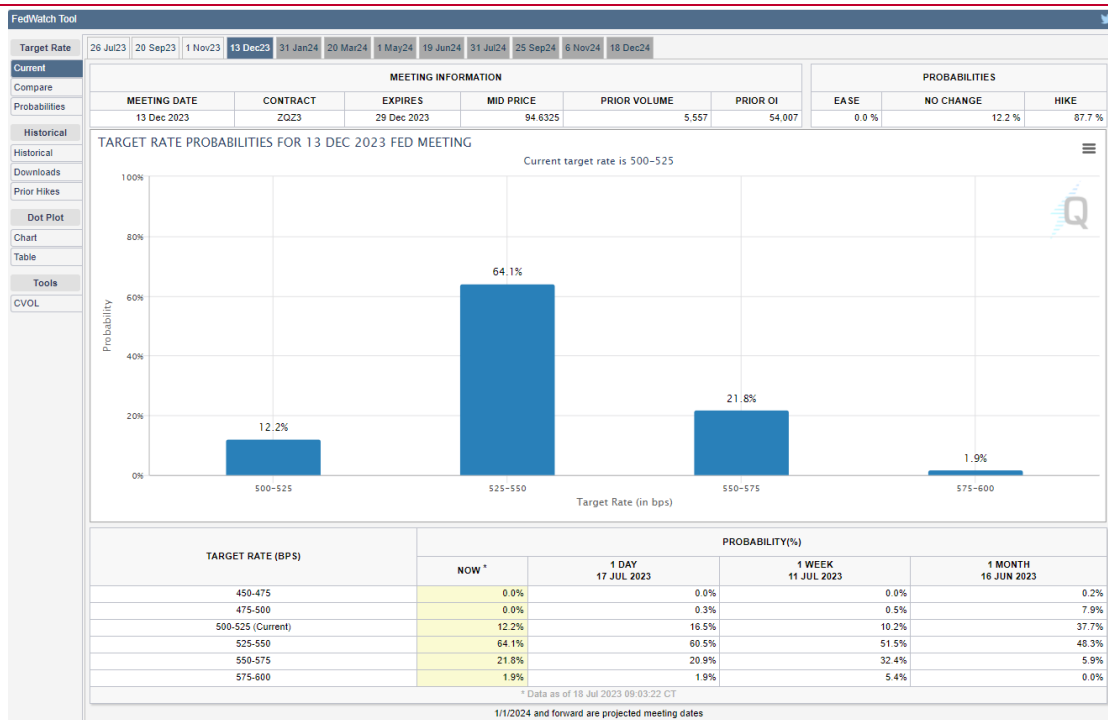 FedWatch Tool
Target Rate
Current
Compare
Probabilities
Historical
Historical
Downloads
Prior Hikes
Dot Plot
Chart
Table
Tools
CVOL
26 Jul23 20 Sep23 1 Nov23 13 Dec23 31 Jan24 20 Mar24 1 May24 19 Jun24 31 Jul24 25 Sep24 6 Nov24 18 Dec24
MEETING INFORMATION
MEETING DATE CONTRACT EXPIRES MID PRICE PRIOR VOLUME PRIOR OI
13 Dec 2023 ZQZ3 29 Dec 2023 94.6325 5,557 54,007
PROBABILITIES
EASE NO CHANGE HIKE
0.0 % 12.2 % 87.7 %
TARGET RATE PROBABILITIES FOR 13 DEC 2023 FED MEETING
Current target rate is 500-525
Probability
100%
80%
60%
40%
20%
0%
12.2%
64.1%
21.8%
1.9%
Q
500-525 525-550 550-575 575-600
Target Rate (in bps)
TARGET RATE (BPS) PROBABILITY(%)
NOW * 1 DAY 1 WEEK 1 MONTH
17 JUL 2023 11 JUL 2023 16 JUN 2023
450-475 0.0% 0.0% 0.0% 0.2%
475-500 0.0% 0.3% 0.5% 7.9%
500-525 (Current) 12.2% 16.5% 10.2% 37.7%
525-550 64.1% 60.5% 51.5% 48.3%
550-575 21.8% 20.9% 32.4% 5.9%
575-600 1.9% 1.9% 5.4% 0.0%
* Data as of 18 Jul 2023 09:03:22 CT
1/1/2024 and forward are projected meeting dates